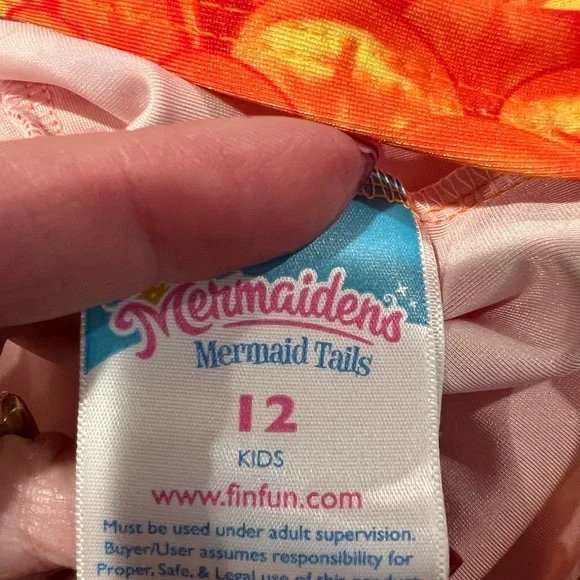 Mermaidens
Mermaid Tails
12
KIDS
www.finfun.com
Must be used under adult supervision.
Buyer/User assumes responsibility for
Proper, Safe, & Legal use of this product